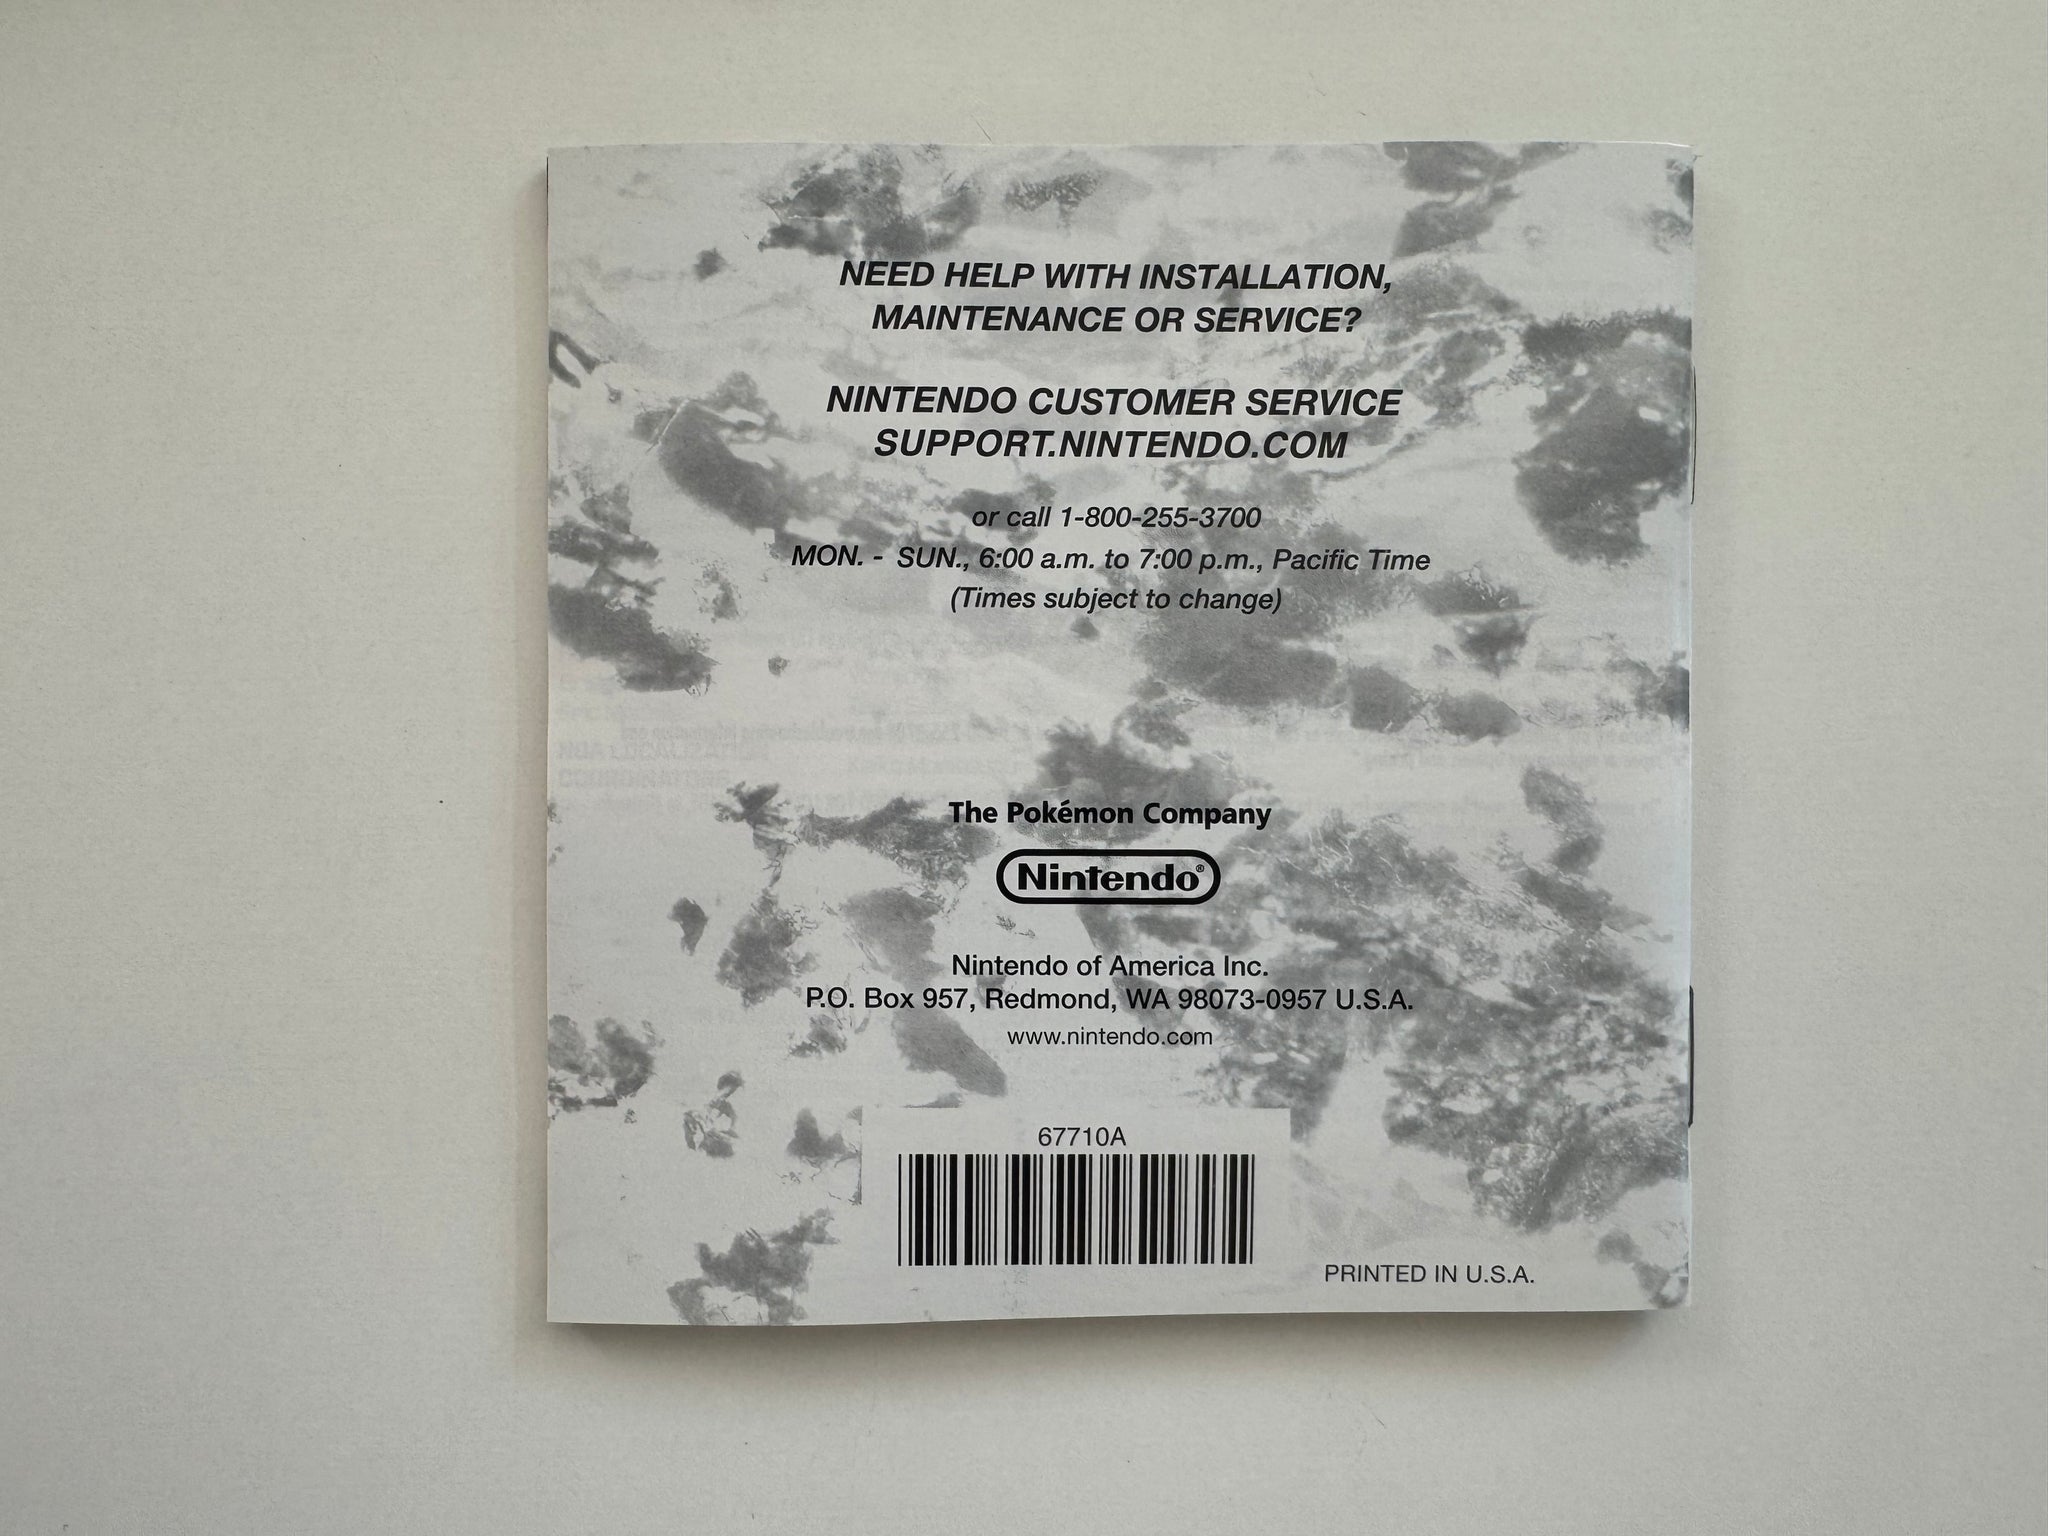 NEED HELP WITH INSTALLATION,
MAINTENANCE OR SERVICE?
NINTENDO CUSTOMER SERVICE
SUPPORT.NINTENDO.COM
or call 1-800-255-3700
MON. - SUN., 6:00 a.m. to 7:00 p.m., Pacific Time
(Times subject to change)
The Pokémon Company
Nintendo®
Nintendo of America Inc.
P.O. Box 957, Redmond, WA 98073-0957 U.S.A.
www.nintendo.com
67710A
PRINTED IN U.S.A.